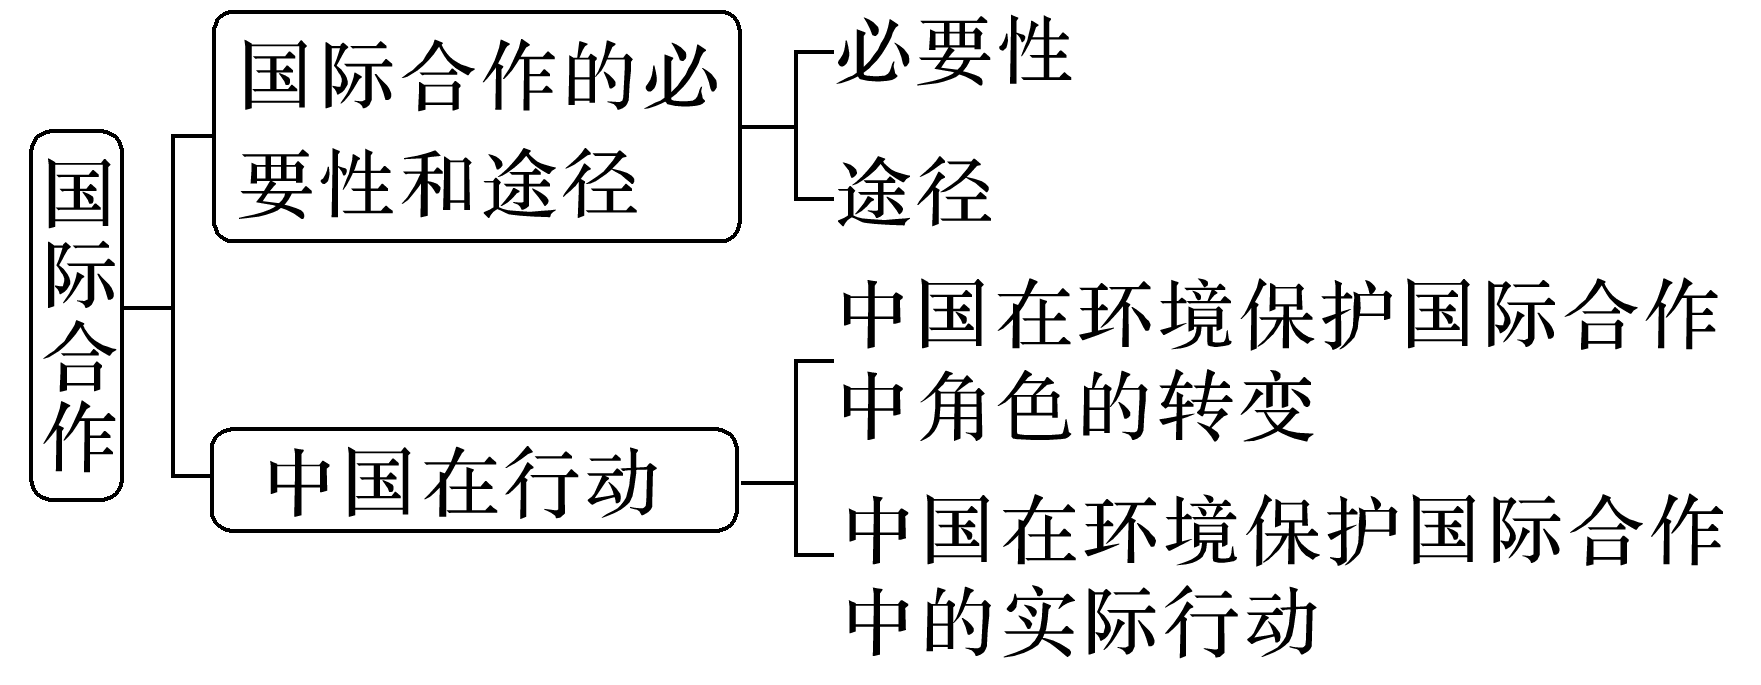 国际合作
国际合作的必
要性和途径
必要性
途径
中国在行动
中国在环境保护国际合作
中角色的转变
中国在环境保护国际合作
中的实际行动